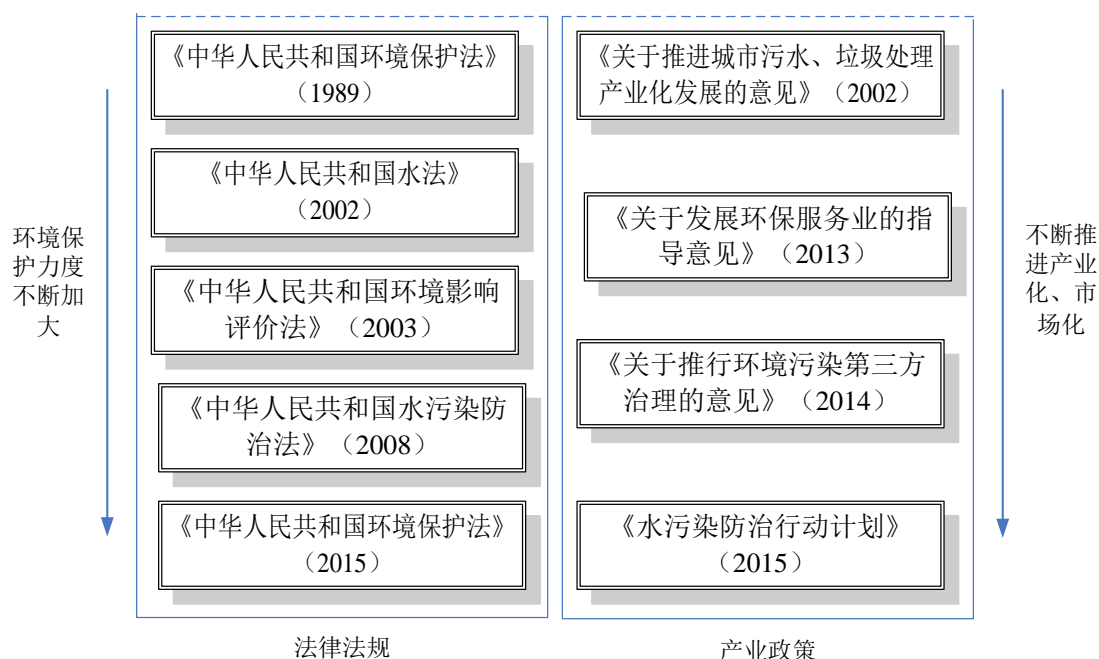 环境保
护力度
不断加
大
《中华人民共和国环境保护法》
（1989）
《中华人民共和国水法》
（2002）
《中华人民共和国环境影响
评价法》（2003）
《中华人民共和国水污染防
治法》（2008）
《中华人民共和国环境保护法》
（2015）
法律法规
《关于推进城市污水、垃圾处理
产业化发展的意见》（2002）
《关于发展环保服务业的指
导意见》（2013）
《关于推行环境污染第三方
治理的意见》（2014）
《水污染防治行动计划》
（2015）
产业政策
不断推
进产业
化、市
场化